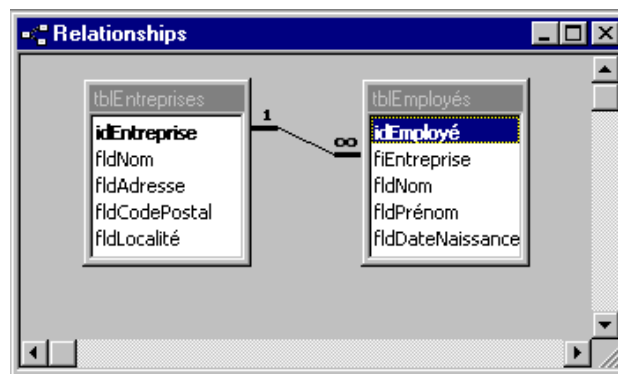 Relationships
tblEntreprises
idEntreprise
fldNom
fldAdresse
fldCodePostal
fldLocalité
1
∞
tblEmployés
idEmployé
fiEntreprise
fldNom
fldPrénom
fldDateNaissance